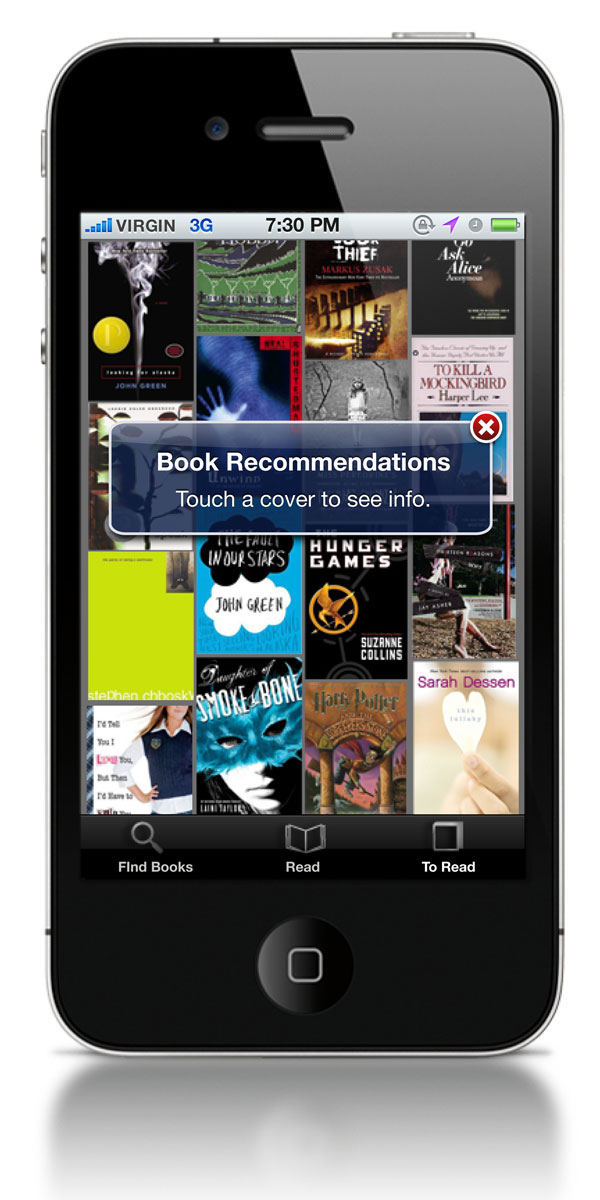 VIRGIN 3G 7:30 PM
looking for alaska
JOHN GREEN
THIEF
MARKUS ZUSAK
Go
Ask
Alice
Anonymous
TO KILL A
MOCKINGBIRD
Harper Lee
Book Recommendations
Touch a cover to see info.
THE FAULT
IN OUR STARS
JOHN GREEN
THE
HUNGER
GAMES
SUZANNE
COLLINS
THIRTEEN REASONS
WHY
JAY ASHER
stephen chbosky
Daughter of
SMOKE & BONE
LAINI TAYLOR
Harry Potter
Sarah Dessen
this
lullaby
I'd Tell
You I
Love You,
But Then
I'd Have to
FInd Books
Read
To Read